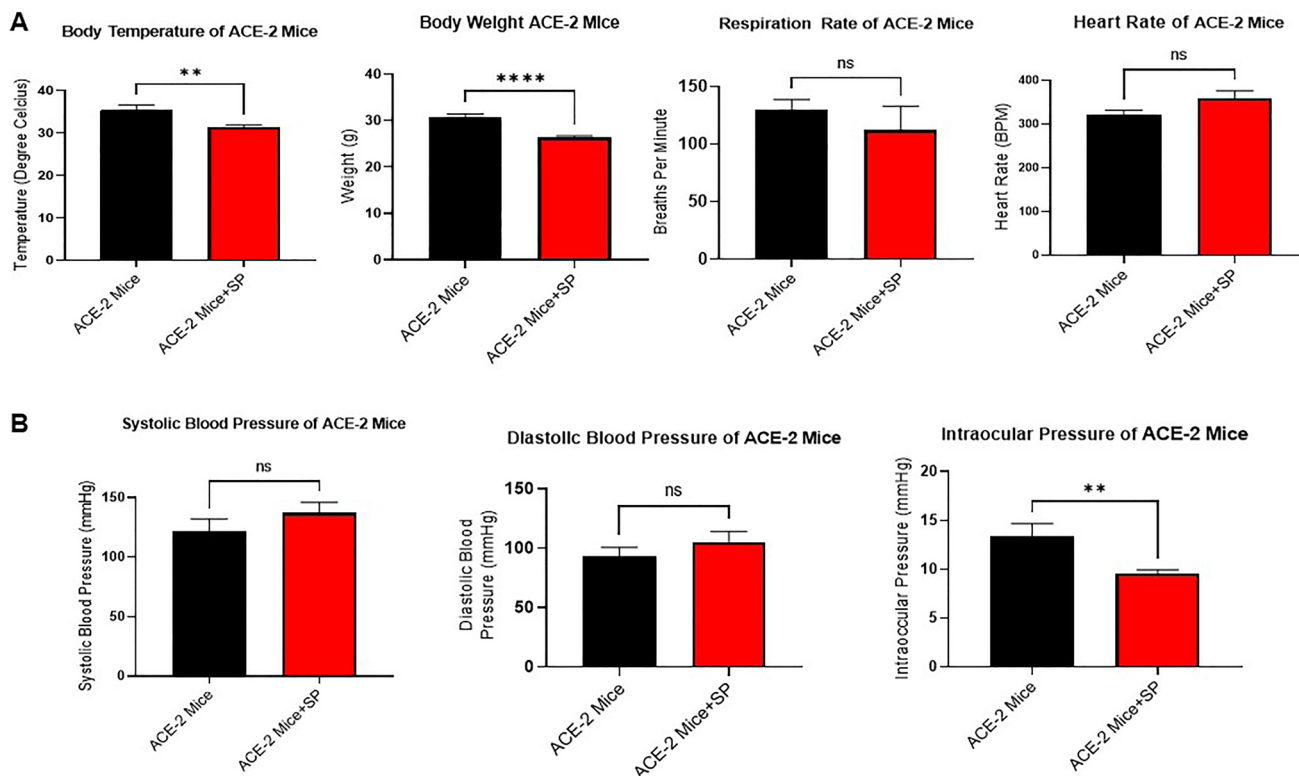 A
Body Temperature of ACE-2 Mice
**
Temperature (Degree Celcius)
40
30
20
10
0
ACE-2 Mice
ACE-2 Mice+SP
Body Weight ACE-2 Mice
****
Weight (g)
40
30
20
10
0
ACE-2 Mice
ACE-2 Mice+SP
Respiration Rate of ACE-2 Mice
ns
Breaths Per Minute
150
100
50
0
ACE-2 Mice
ACE-2 Mice+SP
Heart Rate of ACE-2 Mice
ns
Heart Rate (BPM)
400
300
200
100
0
ACE-2 Mice
ACE-2 Mice+SP
B
Systolic Blood Pressure of ACE-2 Mice
ns
Systolic Blood Pressure (mmHg)
150
100
50
0
ACE-2 Mice
ACE-2 Mice+SP
Diastolic Blood Pressure of ACE-2 Mice
ns
Diastolic Blood
Pressure (mmHg)
150
100
50
0
ACE-2 Mice
ACE-2 Mice+SP
Intraocular Pressure of ACE-2 Mice
**
Intraoccular Pressure (mmHg)
20
15
10
5
0
ACE-2 Mice
ACE-2 Mice+SP